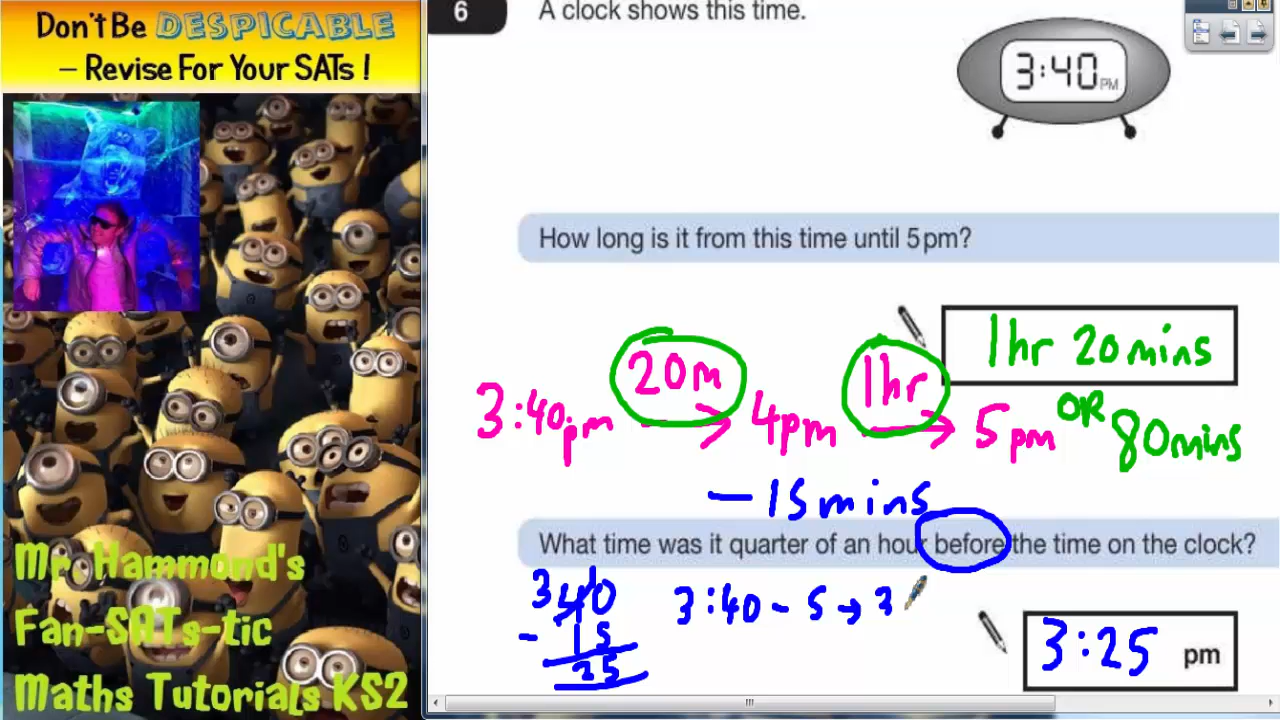 Don't Be DESPICABLE
– Revise For Your SATs !
6
A clock shows this time.
3:40 PM
How long is it from this time until 5pm?
1hr 20mins
OR 80mins
20m
1hr
3:40pm → 4pm → 5pm
- 15mins
What time was it quarter of an hour before the time on the clock?
3 1
40
- 15
25
3:40 - 5 → 3
3:25 pm
Mr Hammond's
Fan-SATs-tic
Maths Tutorials KS2